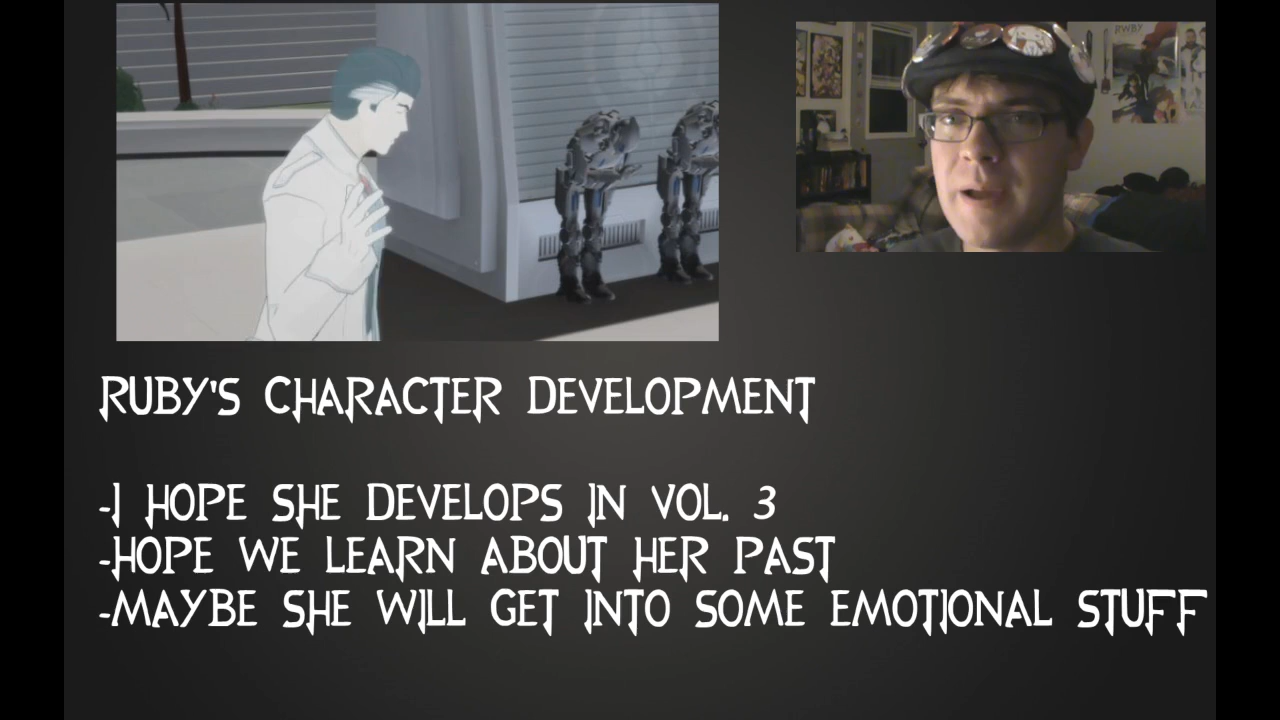 RWBY
RUBY'S CHARACTER DEVELOPMENT
-I HOPE SHE DEVELOPS IN VOL. 3
-HOPE WE LEARN ABOUT HER PAST
-MAYBE SHE WILL GET INTO SOME EMOTIONAL STUFF